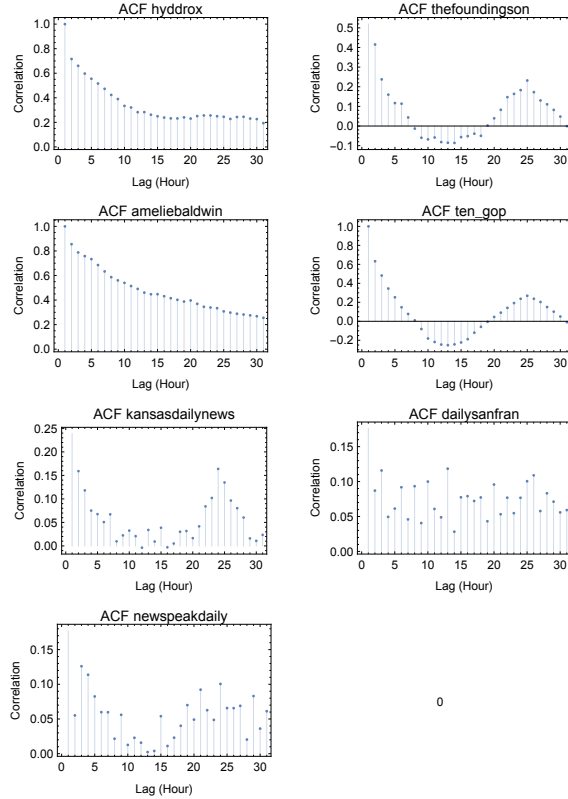 ACF hyddrox
1.0
0.8
0.6
0.4
0.2
0.0
Correlation
0 5 10 15 20 25 30
Lag (Hour)
ACF thefoundingson
0.5
0.4
0.3
0.2
0.1
0.0
-0.1
Correlation
0 5 10 15 20 25 30
Lag (Hour)
ACF ameliebaldwin
1.0
0.8
0.6
0.4
0.2
0.0
Correlation
0 5 10 15 20 25 30
Lag (Hour)
ACF ten_gop
1.0
0.8
0.6
0.4
0.2
0.0
-0.2
Correlation
0 5 10 15 20 25 30
Lag (Hour)
ACF kansasdailynews
0.25
0.20
0.15
0.10
0.05
0.00
Correlation
0 5 10 15 20 25 30
Lag (Hour)
ACF dailysanfran
0.15
0.10
0.05
0.00
Correlation
0 5 10 15 20 25 30
Lag (Hour)
ACF newspeakdaily
0.15
0.10
0.05
0.00
Correlation
0 5 10 15 20 25 30
Lag (Hour)
0